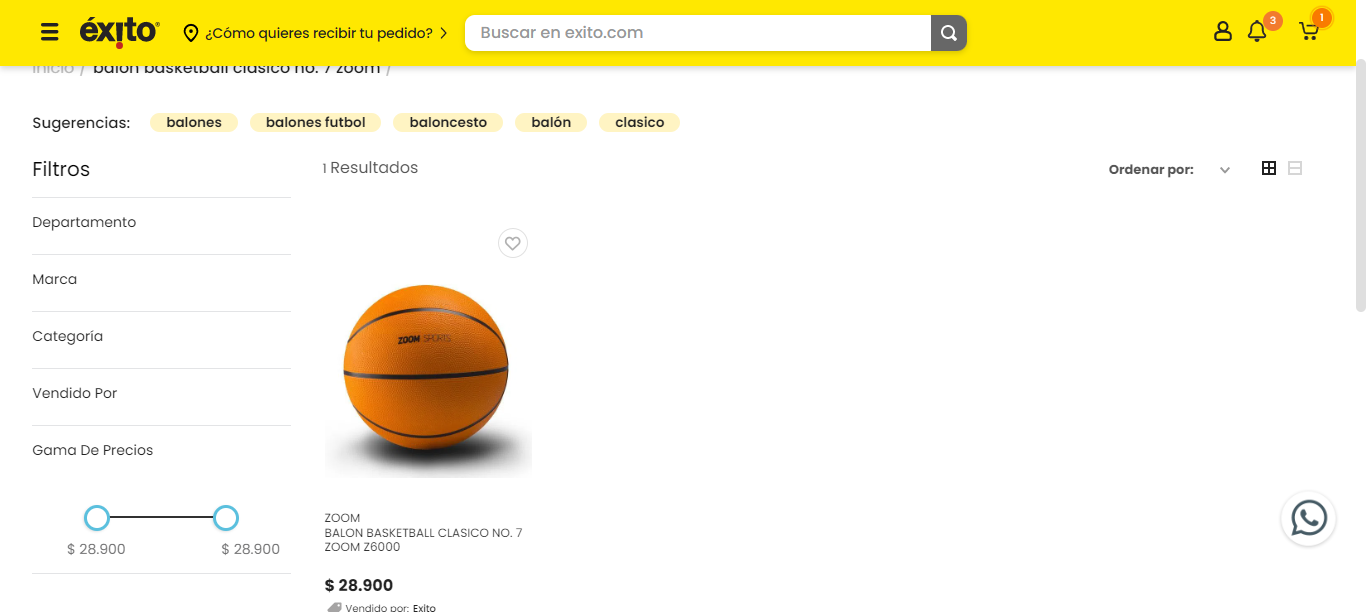 éxito
¿Cómo quieres recibir tu pedido?
Buscar en exito.com
3
1
Inicio / balon basketball clasico no. 7 zoom /
Sugerencias: balones balones futbol baloncesto balón clasico
Filtros
1 Resultados
Ordenar por:
Departamento
Marca
Categoría
Vendido Por
Gama De Precios
$ 28.900 $ 28.900
ZOOM SPORTS
ZOOM
BALON BASKETBALL CLASICO NO. 7
ZOOM Z6000
$ 28.900
Vendido por: Exito